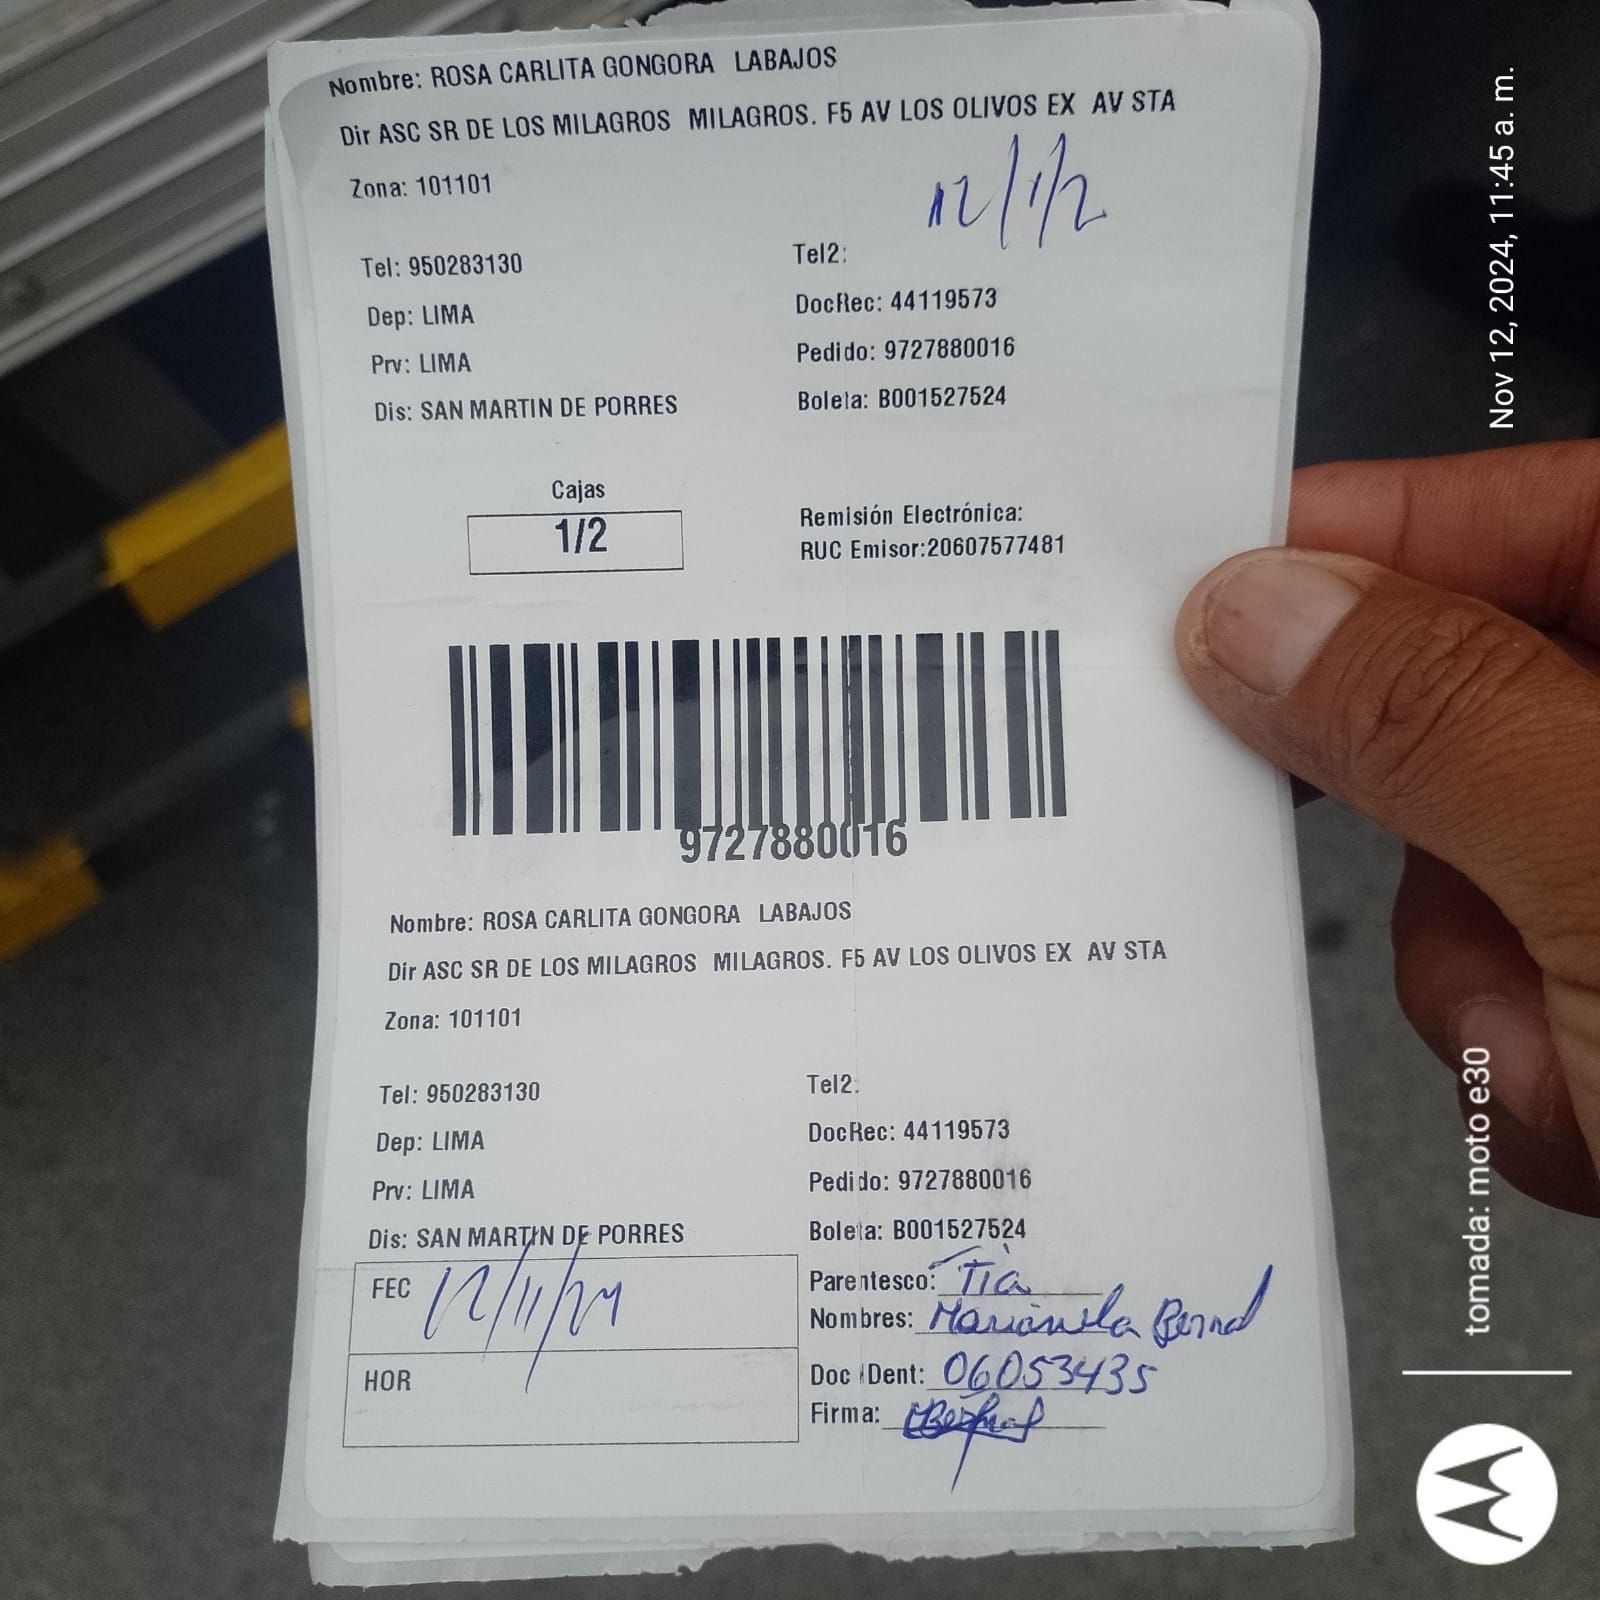 Nombre: ROSA CARLITA GONGORA LABAJOS
Dir ASC SR DE LOS MILAGROS MILAGROS. F5 AV LOS OLIVOS EX AV STA
Zona: 101101
Tel: 950283130
Dep: LIMA
Prv: LIMA
Dis: SAN MARTIN DE PORRES
Tel2:
DocRec: 44119573
Pedido: 9727880016
Boleta: B001527524
Cajas
1/2
Remisión Electrónica:
RUC Emisor:20607577481
9727880016
Nombre: ROSA CARLITA GONGORA LABAJOS
Dir ASC SR DE LOS MILAGROS MILAGROS. F5 AV LOS OLIVOS EX AV STA
Zona: 101101
Tel: 950283130
Dep: LIMA
Prv: LIMA
Dis: SAN MARTIN DE PORRES
Tel2:
DocRec: 44119573
Pedido: 9727880016
Boleta: B001527524
FEC 12/11/24
HOR
Parentesco: Tia
Nombres: Marianela Bernal
Doc Dent: 06053435
Firma:
Nov 12, 2024, 11:45 a. m.
tomada: moto e30